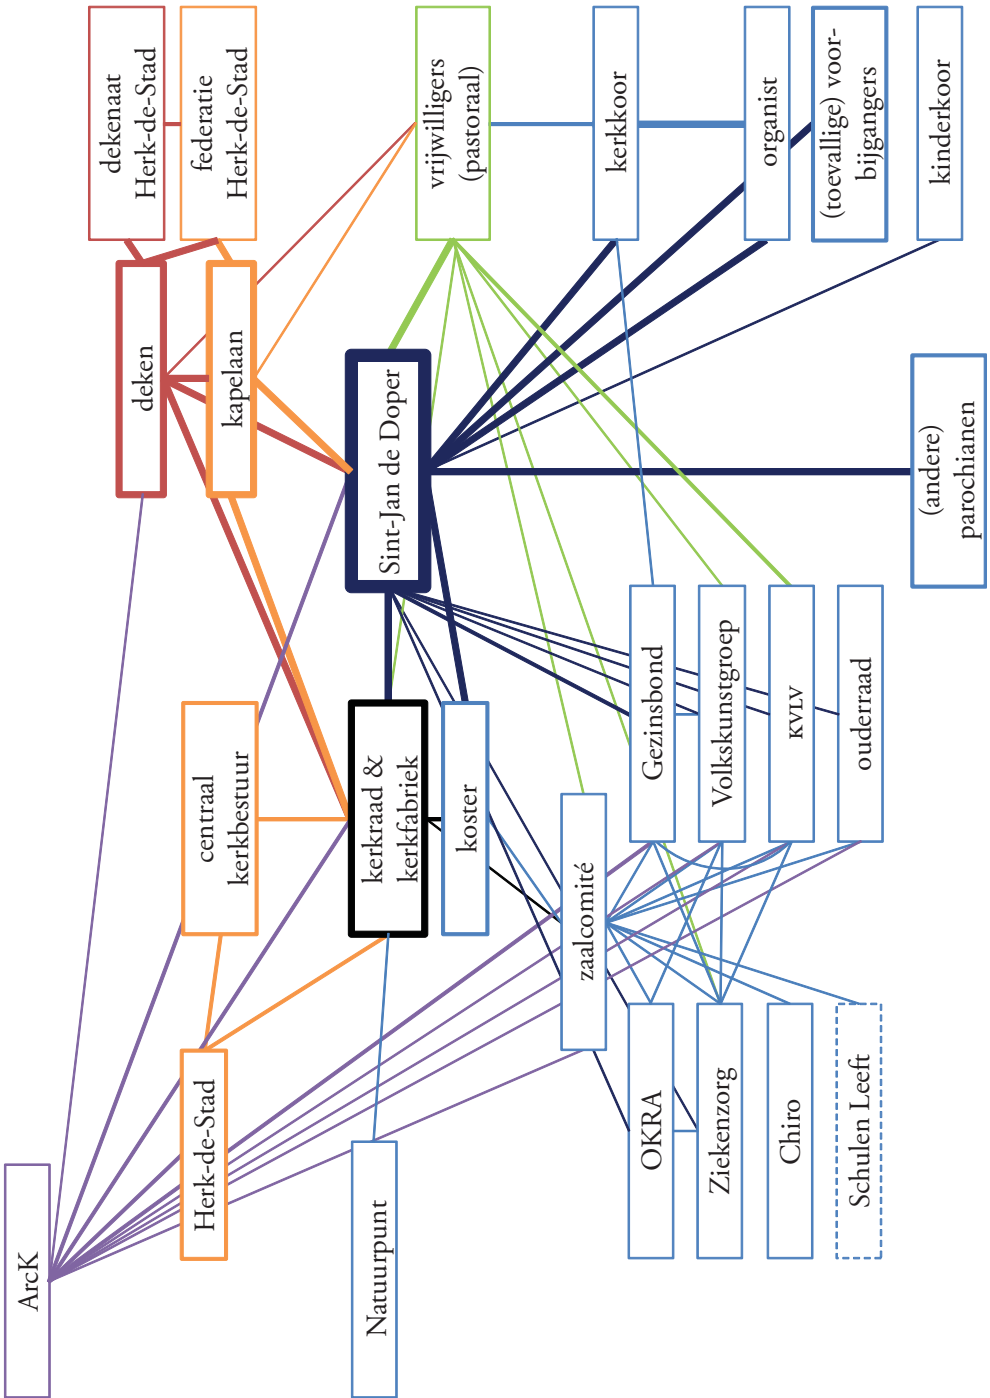 ArcK
dekenaat
Herk-de-Stad
federatie
Herk-de-Stad
deken
kapelaan
centraal
kerkbestuur
Herk-de-Stad
vrijwilligers
(pastoraal)
Sint-Jan de Doper
kerkraad &
kerkfabriek
koster
Natuurpunt
kerkkoor
organist
(toevallige) voor-
bijgangers
kinderkoor
(andere)
parochianen
zaalcomité
Gezinsbond
Volkskunstgroep
KVLV
ouderraad
OKRA
Ziekenzorg
Chiro
Schulen Leeft